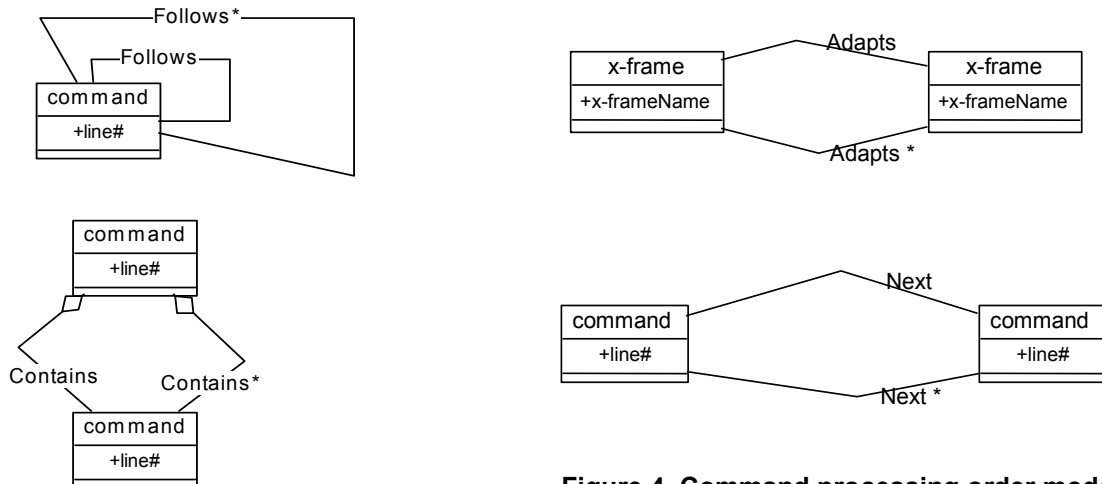 Follows*
Follows
command
+line#
command
+line#
Contains
Contains*
command
+line#
Adapts
x-frame
+x-frameName
x-frame
+x-frameName
Adapts *
Next
command
+line#
command
+line#
Next *
Figure 4. Command processing order